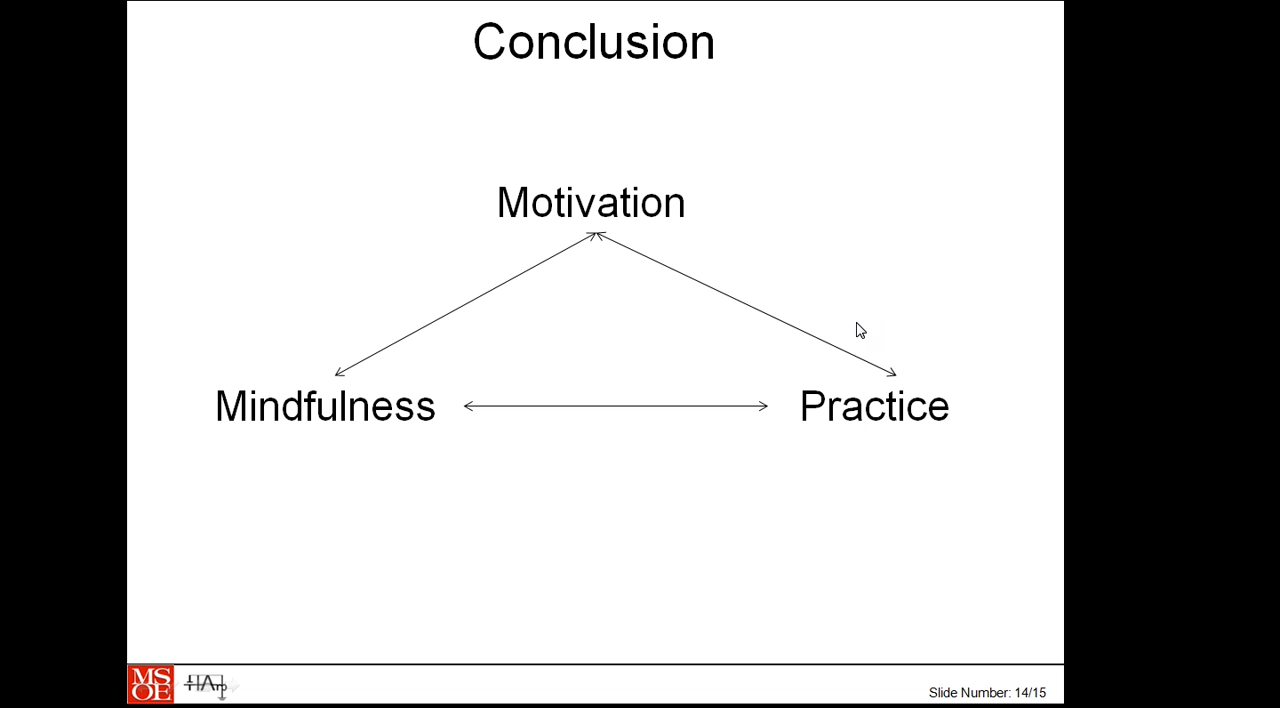 Conclusion
Motivation
Mindfulness
Practice
MS
OE
Slide Number: 14/15